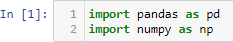 In [1]:
1 import pandas as pd
2 import numpy as np